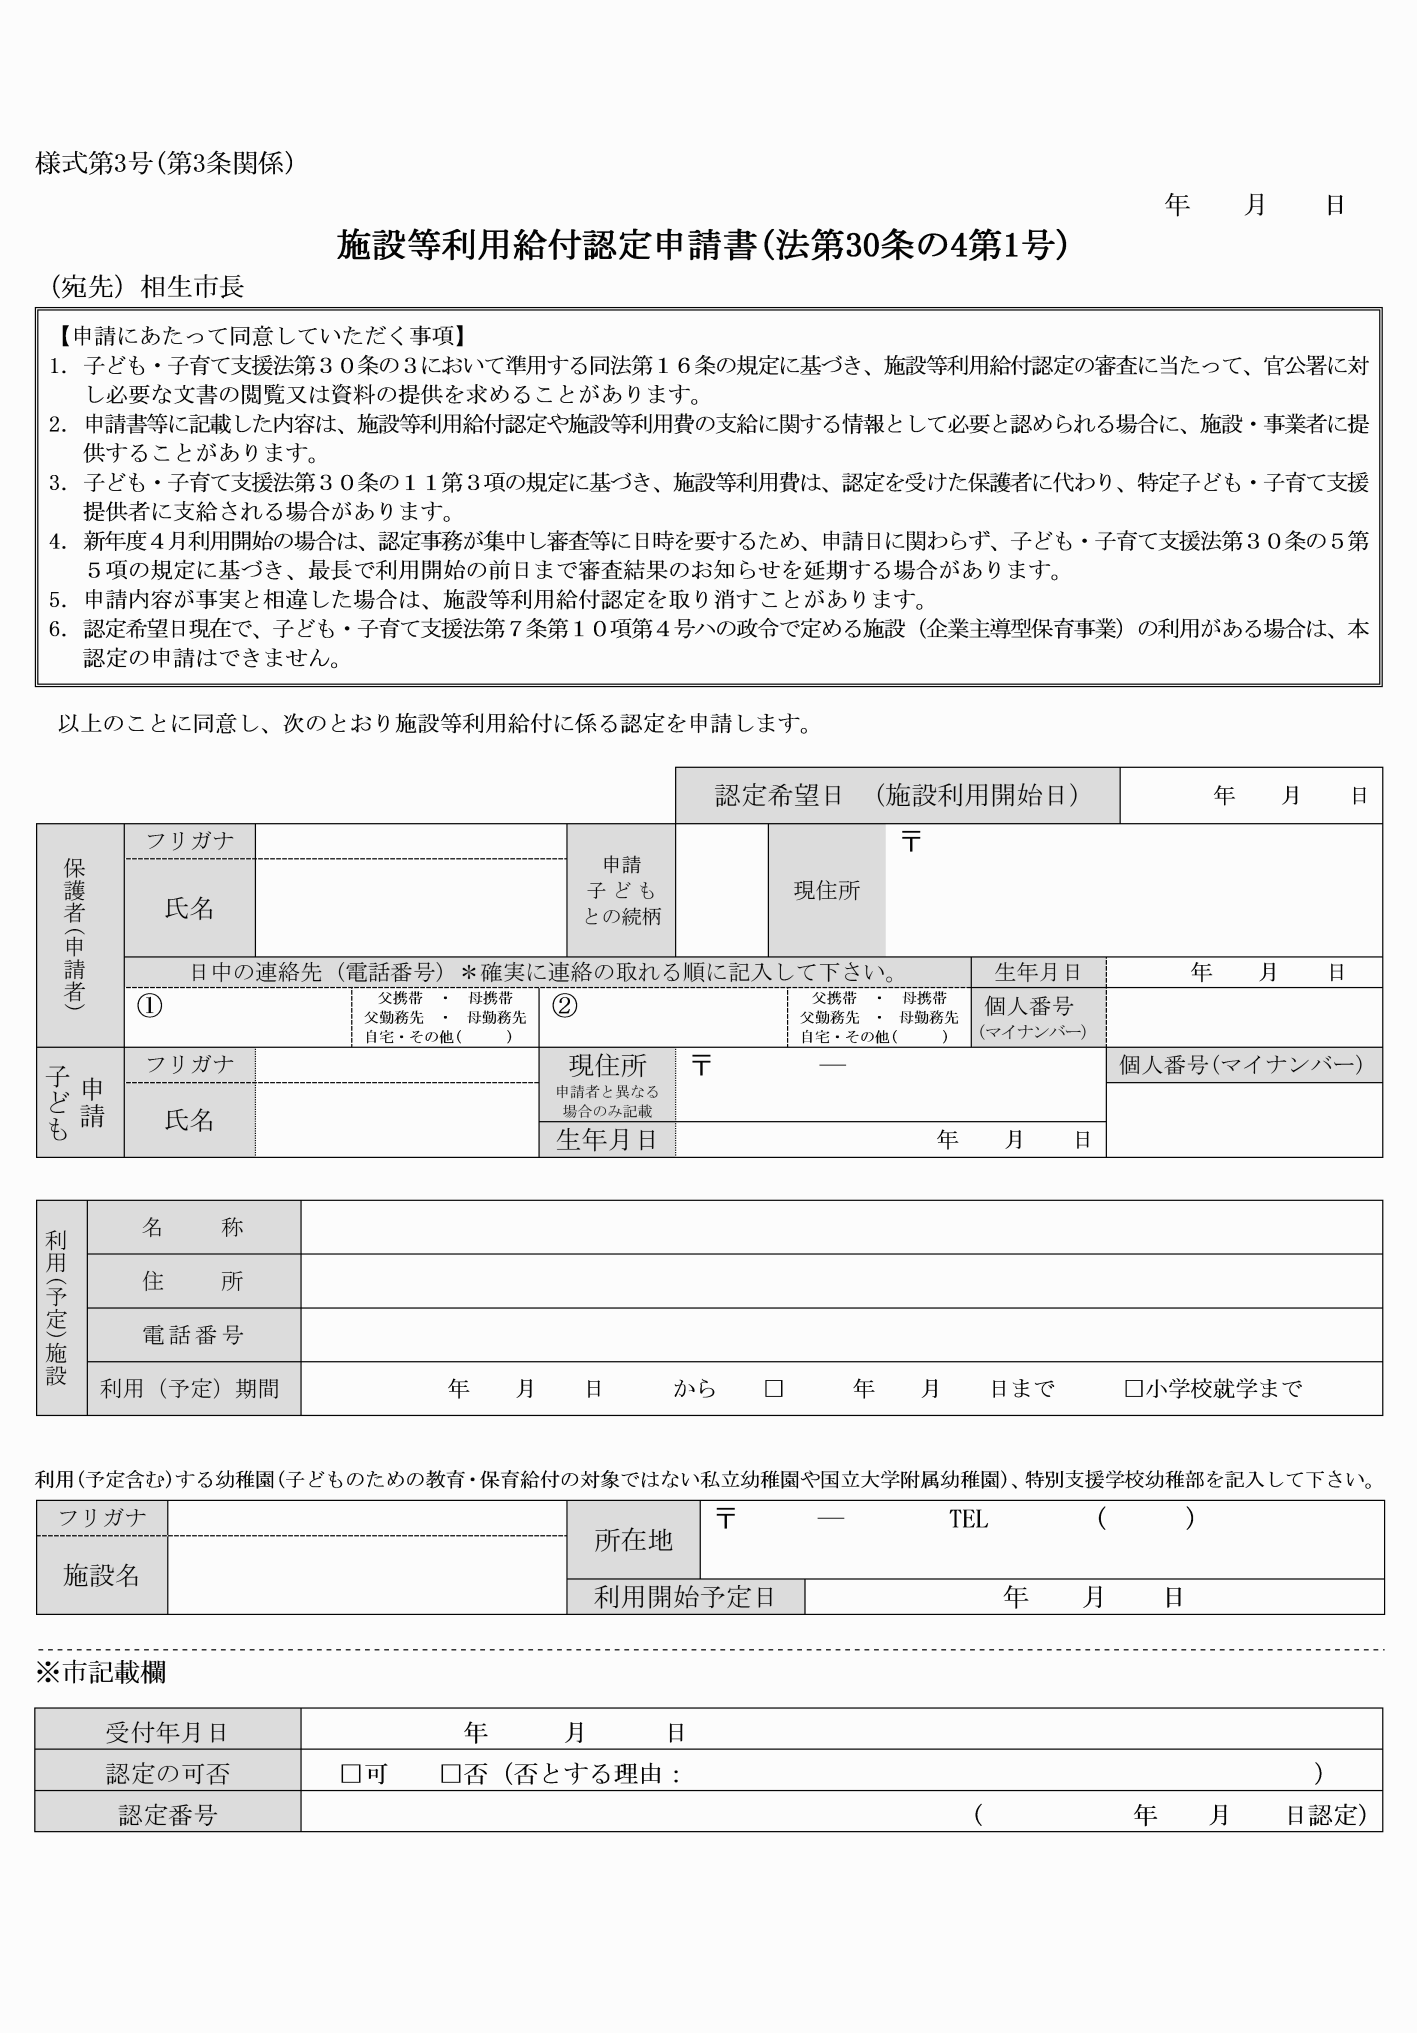 様式第3号(第3条関係)
年　月　日
施設等利用給付認定申請書(法第30条の4第1号)
（宛先）相生市長
【申請にあたって同意していただく事項】
1．子ども・子育て支援法第３０条の３において準用する同法第１６条の規定に基づき、施設等利用給付認定の審査に当たって、官公署に対
し必要な文書の閲覧又は資料の提供を求めることがあります。
2．申請書等に記載した内容は、施設等利用給付認定や施設等利用費の支給に関する情報として必要と認められる場合に、施設・事業者に提
供することがあります。
3．子ども・子育て支援法第３０条の１１第３項の規定に基づき、施設等利用費は、認定を受けた保護者に代わり、特定子ども・子育て支援
提供者に支給される場合があります。
4．新年度４月利用開始の場合は、認定事務が集中し審査等に日時を要するため、申請日に関わらず、子ども・子育て支援法第３０条の５第
５項の規定に基づき、最長で利用開始の前日まで審査結果のお知らせを延期する場合があります。
5．申請内容が事実と相違した場合は、施設等利用給付認定を取り消すことがあります。
6．認定希望日現在で、子ども・子育て支援法第７条第１０項第４号ハの政令で定める施設（企業主導型保育事業）の利用がある場合は、本
認定の申請はできません。
以上のことに同意し、次のとおり施設等利用給付に係る認定を申請します。
認定希望日　（施設利用開始日）　年　月　日
保護者(申請者)
フリガナ
氏名
申請
子ども
との続柄
現住所
〒
日中の連絡先（電話番号）＊確実に連絡の取れる順に記入して下さい。
生年月日　年　月　日
①
父携帯　・　母携帯
父勤務先　・　母勤務先
自宅・その他(　　)
②
父携帯　・　母携帯
父勤務先　・　母勤務先
自宅・その他(　　)
個人番号
(マイナンバー)
申請
子ども
フリガナ
氏名
現住所
申請者と異なる
場合のみ記載
〒　―
個人番号(マイナンバー)
生年月日　年　月　日
利用(予定)施設
名　称
住　所
電話番号
利用（予定）期間　年　月　日　から　□　年　月　日まで　□小学校就学まで
利用(予定含む)する幼稚園(子どものための教育・保育給付の対象ではない私立幼稚園や国立大学附属幼稚園)、特別支援学校幼稚部を記入して下さい。
フリガナ
施設名
所在地
〒　―　TEL　(　　)
利用開始予定日　年　月　日
※市記載欄
受付年月日　年　月　日
認定の可否　□可　□否（否とする理由：　　）
認定番号　(　年　月　日認定)